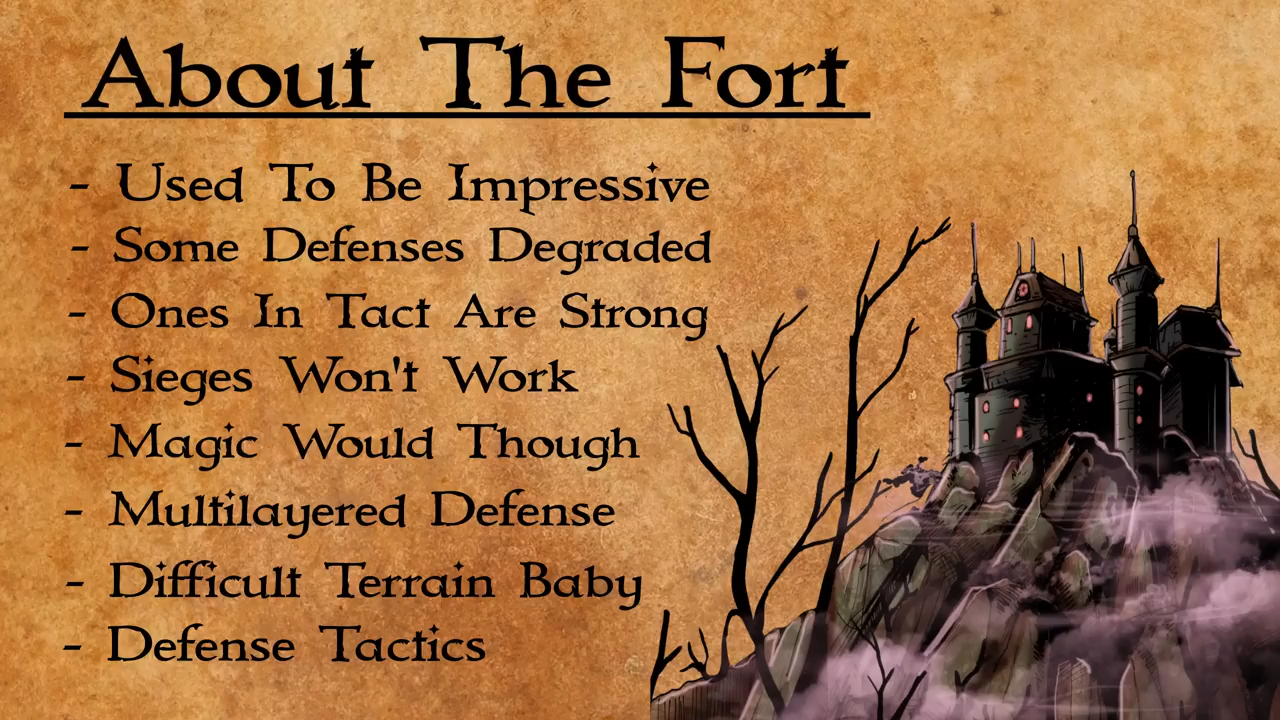 About The Fort
- Used To Be Impressive
- Some Defenses Degraded
- Ones In Tact Are Strong
- Sieges Won't Work
- Magic Would Though
- Multilayered Defense
- Difficult Terrain Baby
- Defense Tactics